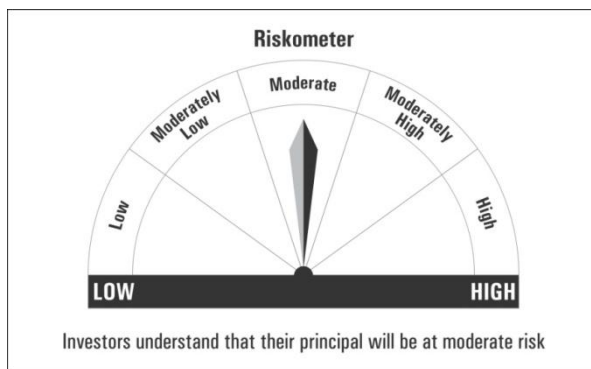 Riskometer
Low
Moderately
Low
Moderate
Moderately
High
High
LOW
HIGH
Investors understand that their principal will be at moderate risk